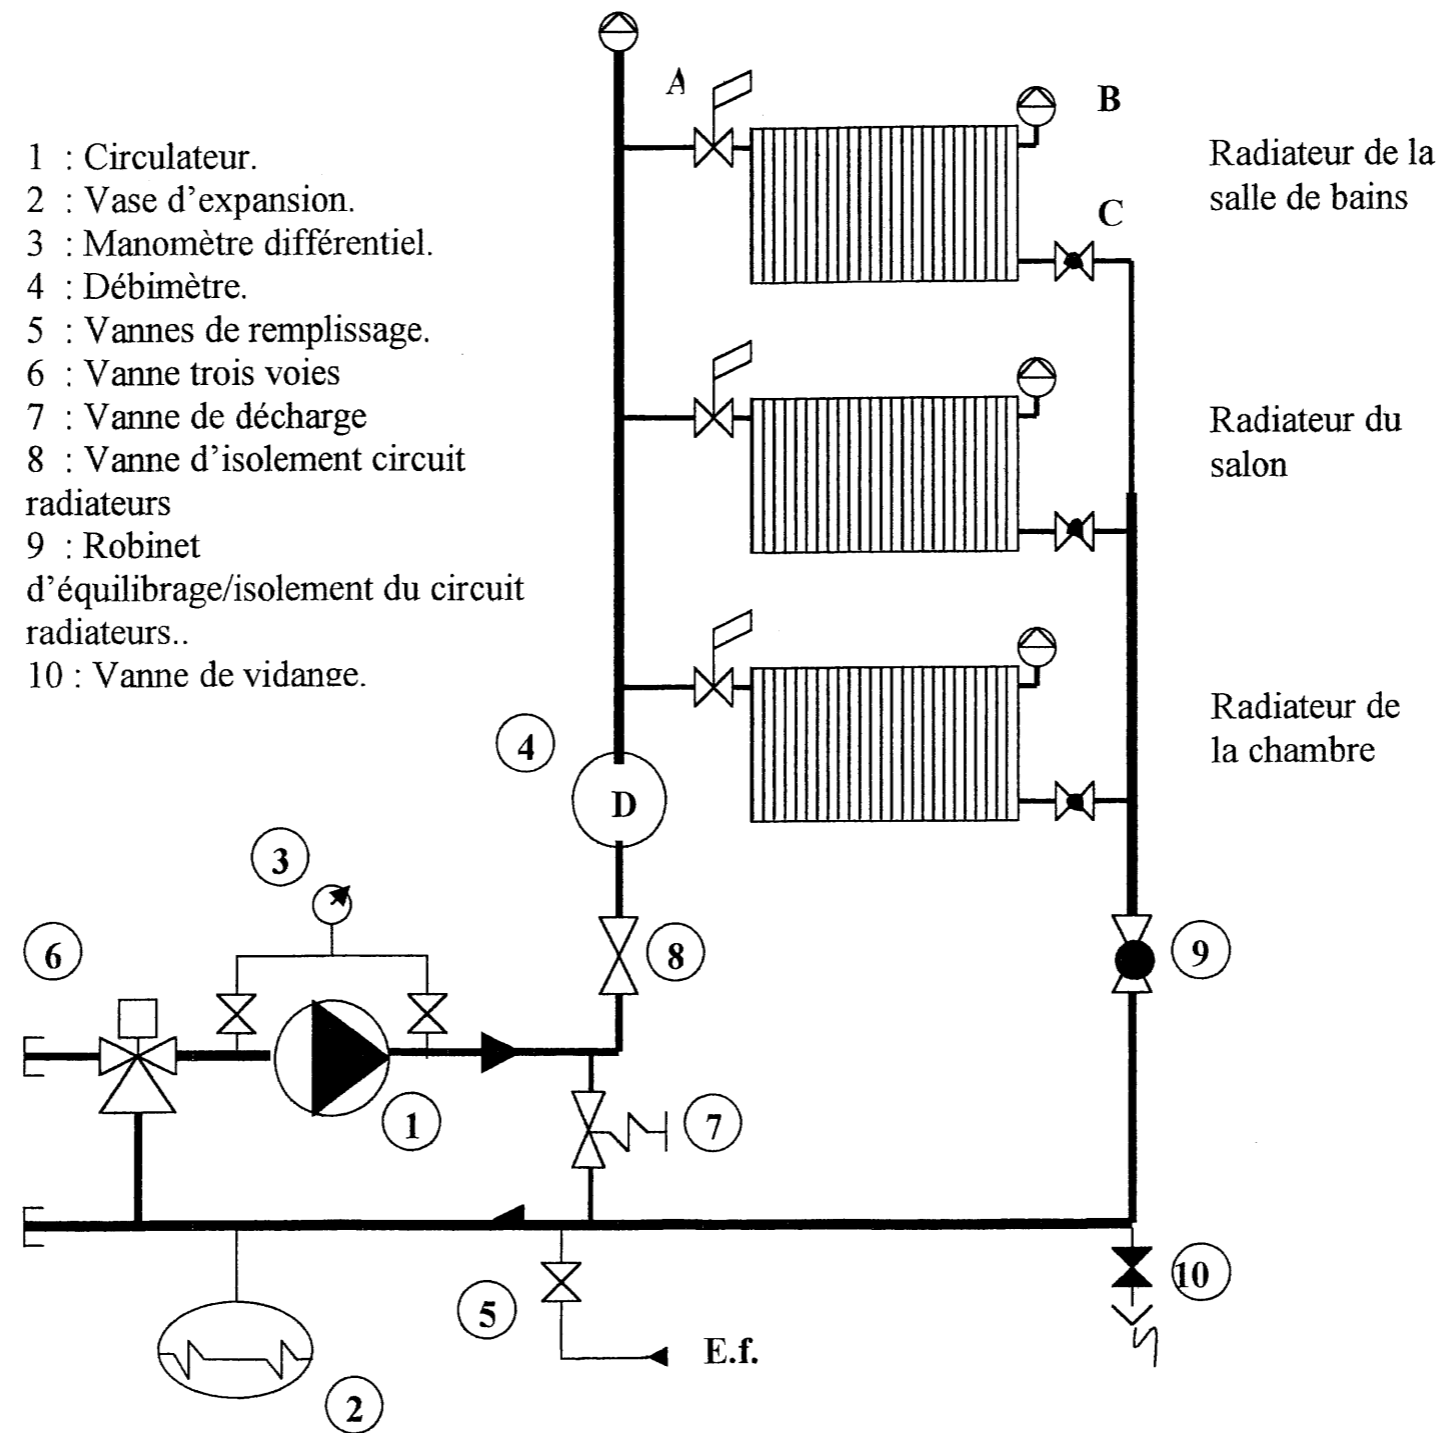 1 : Circulateur.
2 : Vase d'expansion.
3 : Manomètre différentiel.
4 : Débimètre.
5 : Vannes de remplissage.
6 : Vanne trois voies
7 : Vanne de décharge
8 : Vanne d'isolement circuit
radiateurs
9 : Robinet
d'équilibrage/isolement du circuit
radiateurs..
10 : Vanne de vidange.
A
B
C
Radiateur de la
salle de bains
Radiateur du
salon
Radiateur de
la chambre
4
D
3
6
8
9
1
7
10
5
E.f.
2